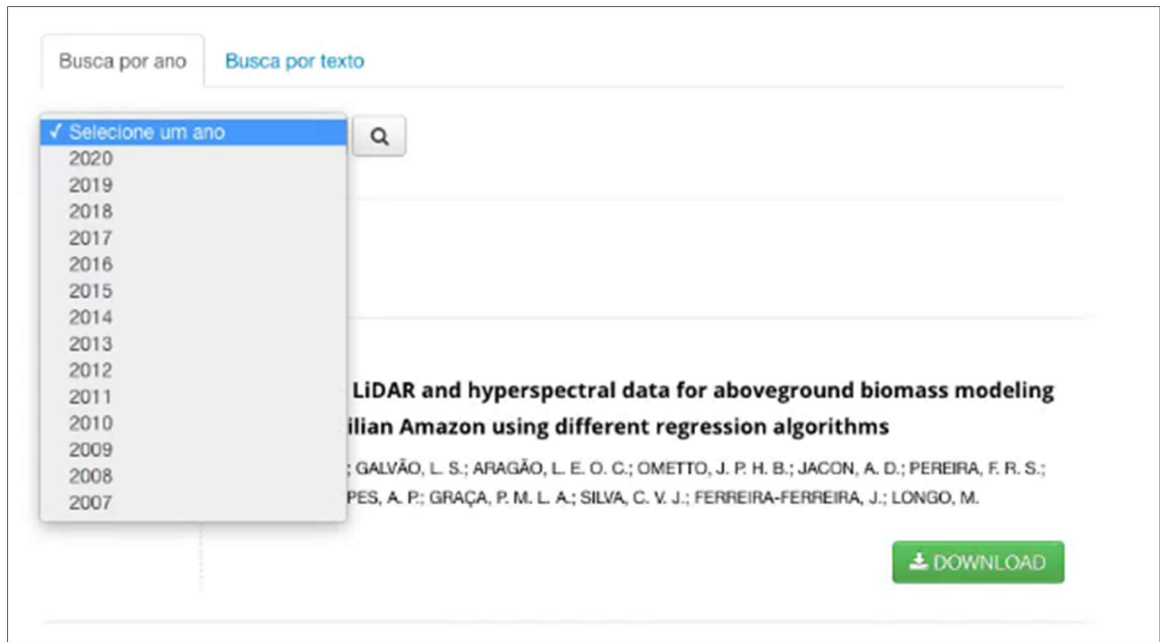 Busca por ano
Busca por texto
✓ Selecione um ano
2020
2019
2018
2017
2016
2015
2014
2013
2012
2011
2010
2009
2008
2007
LiDAR and hyperspectral data for aboveground biomass modeling
ilian Amazon using different regression algorithms
; GALVÃO, L. S.; ARAGÃO, L. E. O. C.; OMETTO, J. P. H. B.; JACON, A. D.; PEREIRA, F. R. S.;
PES, A. P.; GRAÇA, P. M. L. A.; SILVA, C. V. J.; FERREIRA-FERREIRA, J.; LONGO, M.
DOWNLOAD